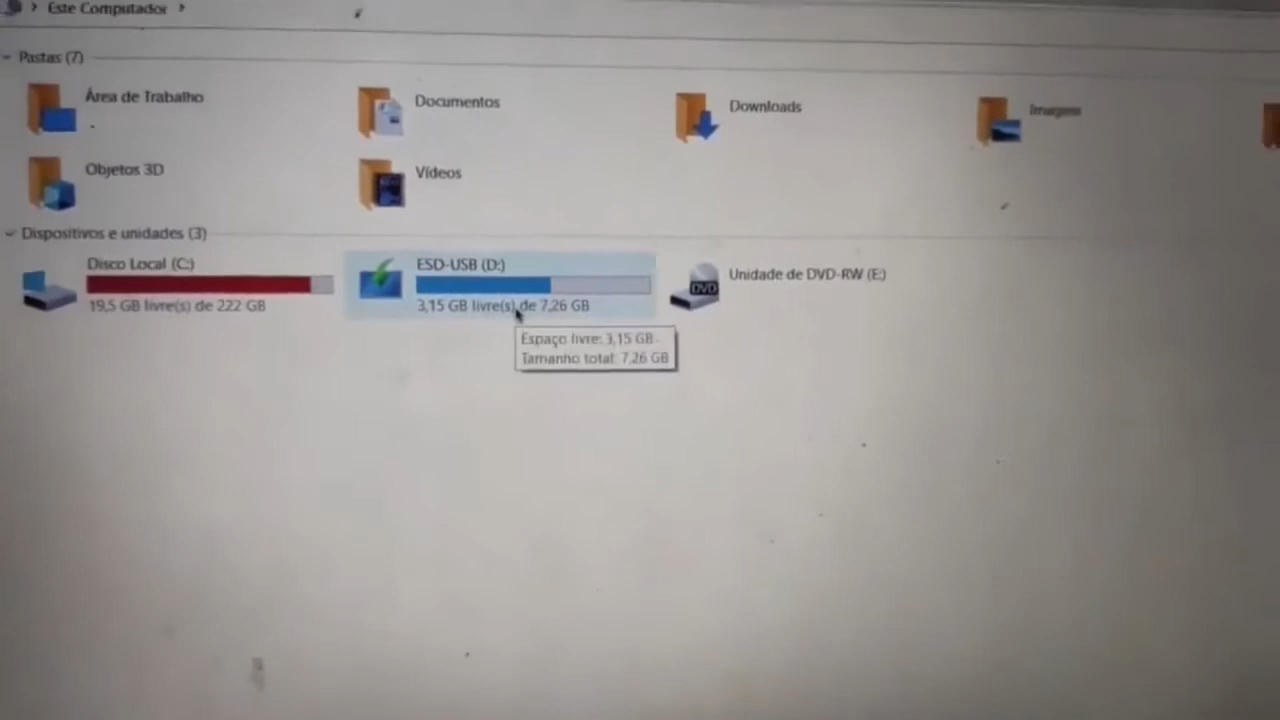 Este Computador
Pastas (7)
Área de Trabalho
Documentos
Downloads
Imagens
Objetos 3D
Vídeos
Dispositivos e unidades (3)
Disco Local (C:)
19,5 GB livre(s) de 222 GB
ESD-USB (D:)
3,15 GB livre(s) de 7,26 GB
Unidade de DVD-RW (E:)
DVD
Espaço livre: 3,15 GB
Tamanho total: 7,26 GB